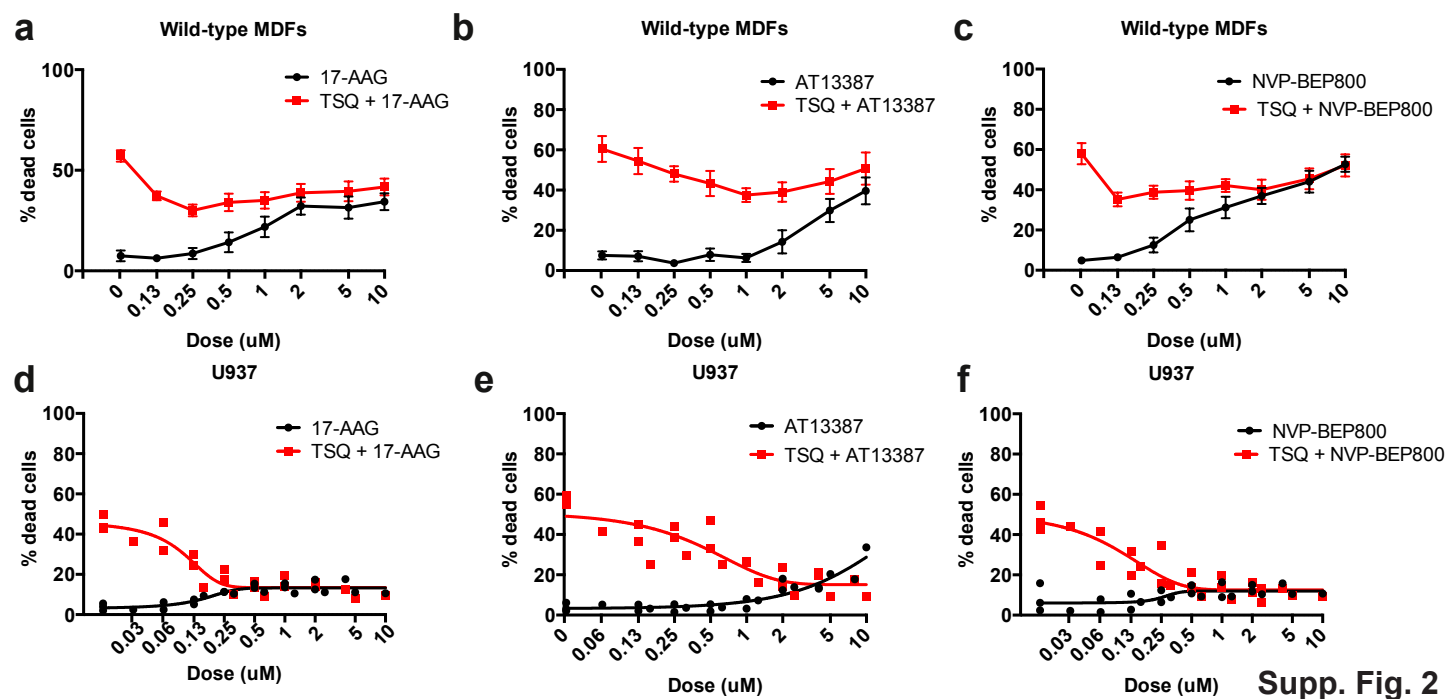 a
Wild-type MDFs
% dead cells
100
50
0
17-AAG
TSQ + 17-AAG
0 0.13 0.25 0.5 1 2 5 10
Dose (uM)
b
Wild-type MDFs
% dead cells
100
80
60
40
20
0
AT13387
TSQ + AT13387
0 0.13 0.25 0.5 1 2 5 10
Dose (uM)
c
Wild-type MDFs
% dead cells
100
80
60
40
20
0
NVP-BEP800
TSQ + NVP-BEP800
0 0.13 0.25 0.5 1 2 5 10
Dose (uM)
d
U937
% dead cells
100
80
60
40
20
0
17-AAG
TSQ + 17-AAG
0.03 0.06 0.13 0.25 0.5 1 2 5 10
Dose (uM)
e
U937
% dead cells
100
80
60
40
20
0
AT13387
TSQ + AT13387
0 0.06 0.13 0.25 0.5 1 2 5 10
Dose (uM)
f
U937
% dead cells
100
80
60
40
20
0
NVP-BEP800
TSQ + NVP-BEP800
0.03 0.06 0.13 0.25 0.5 1 2 5 10
Dose (uM)
Supp. Fig. 2